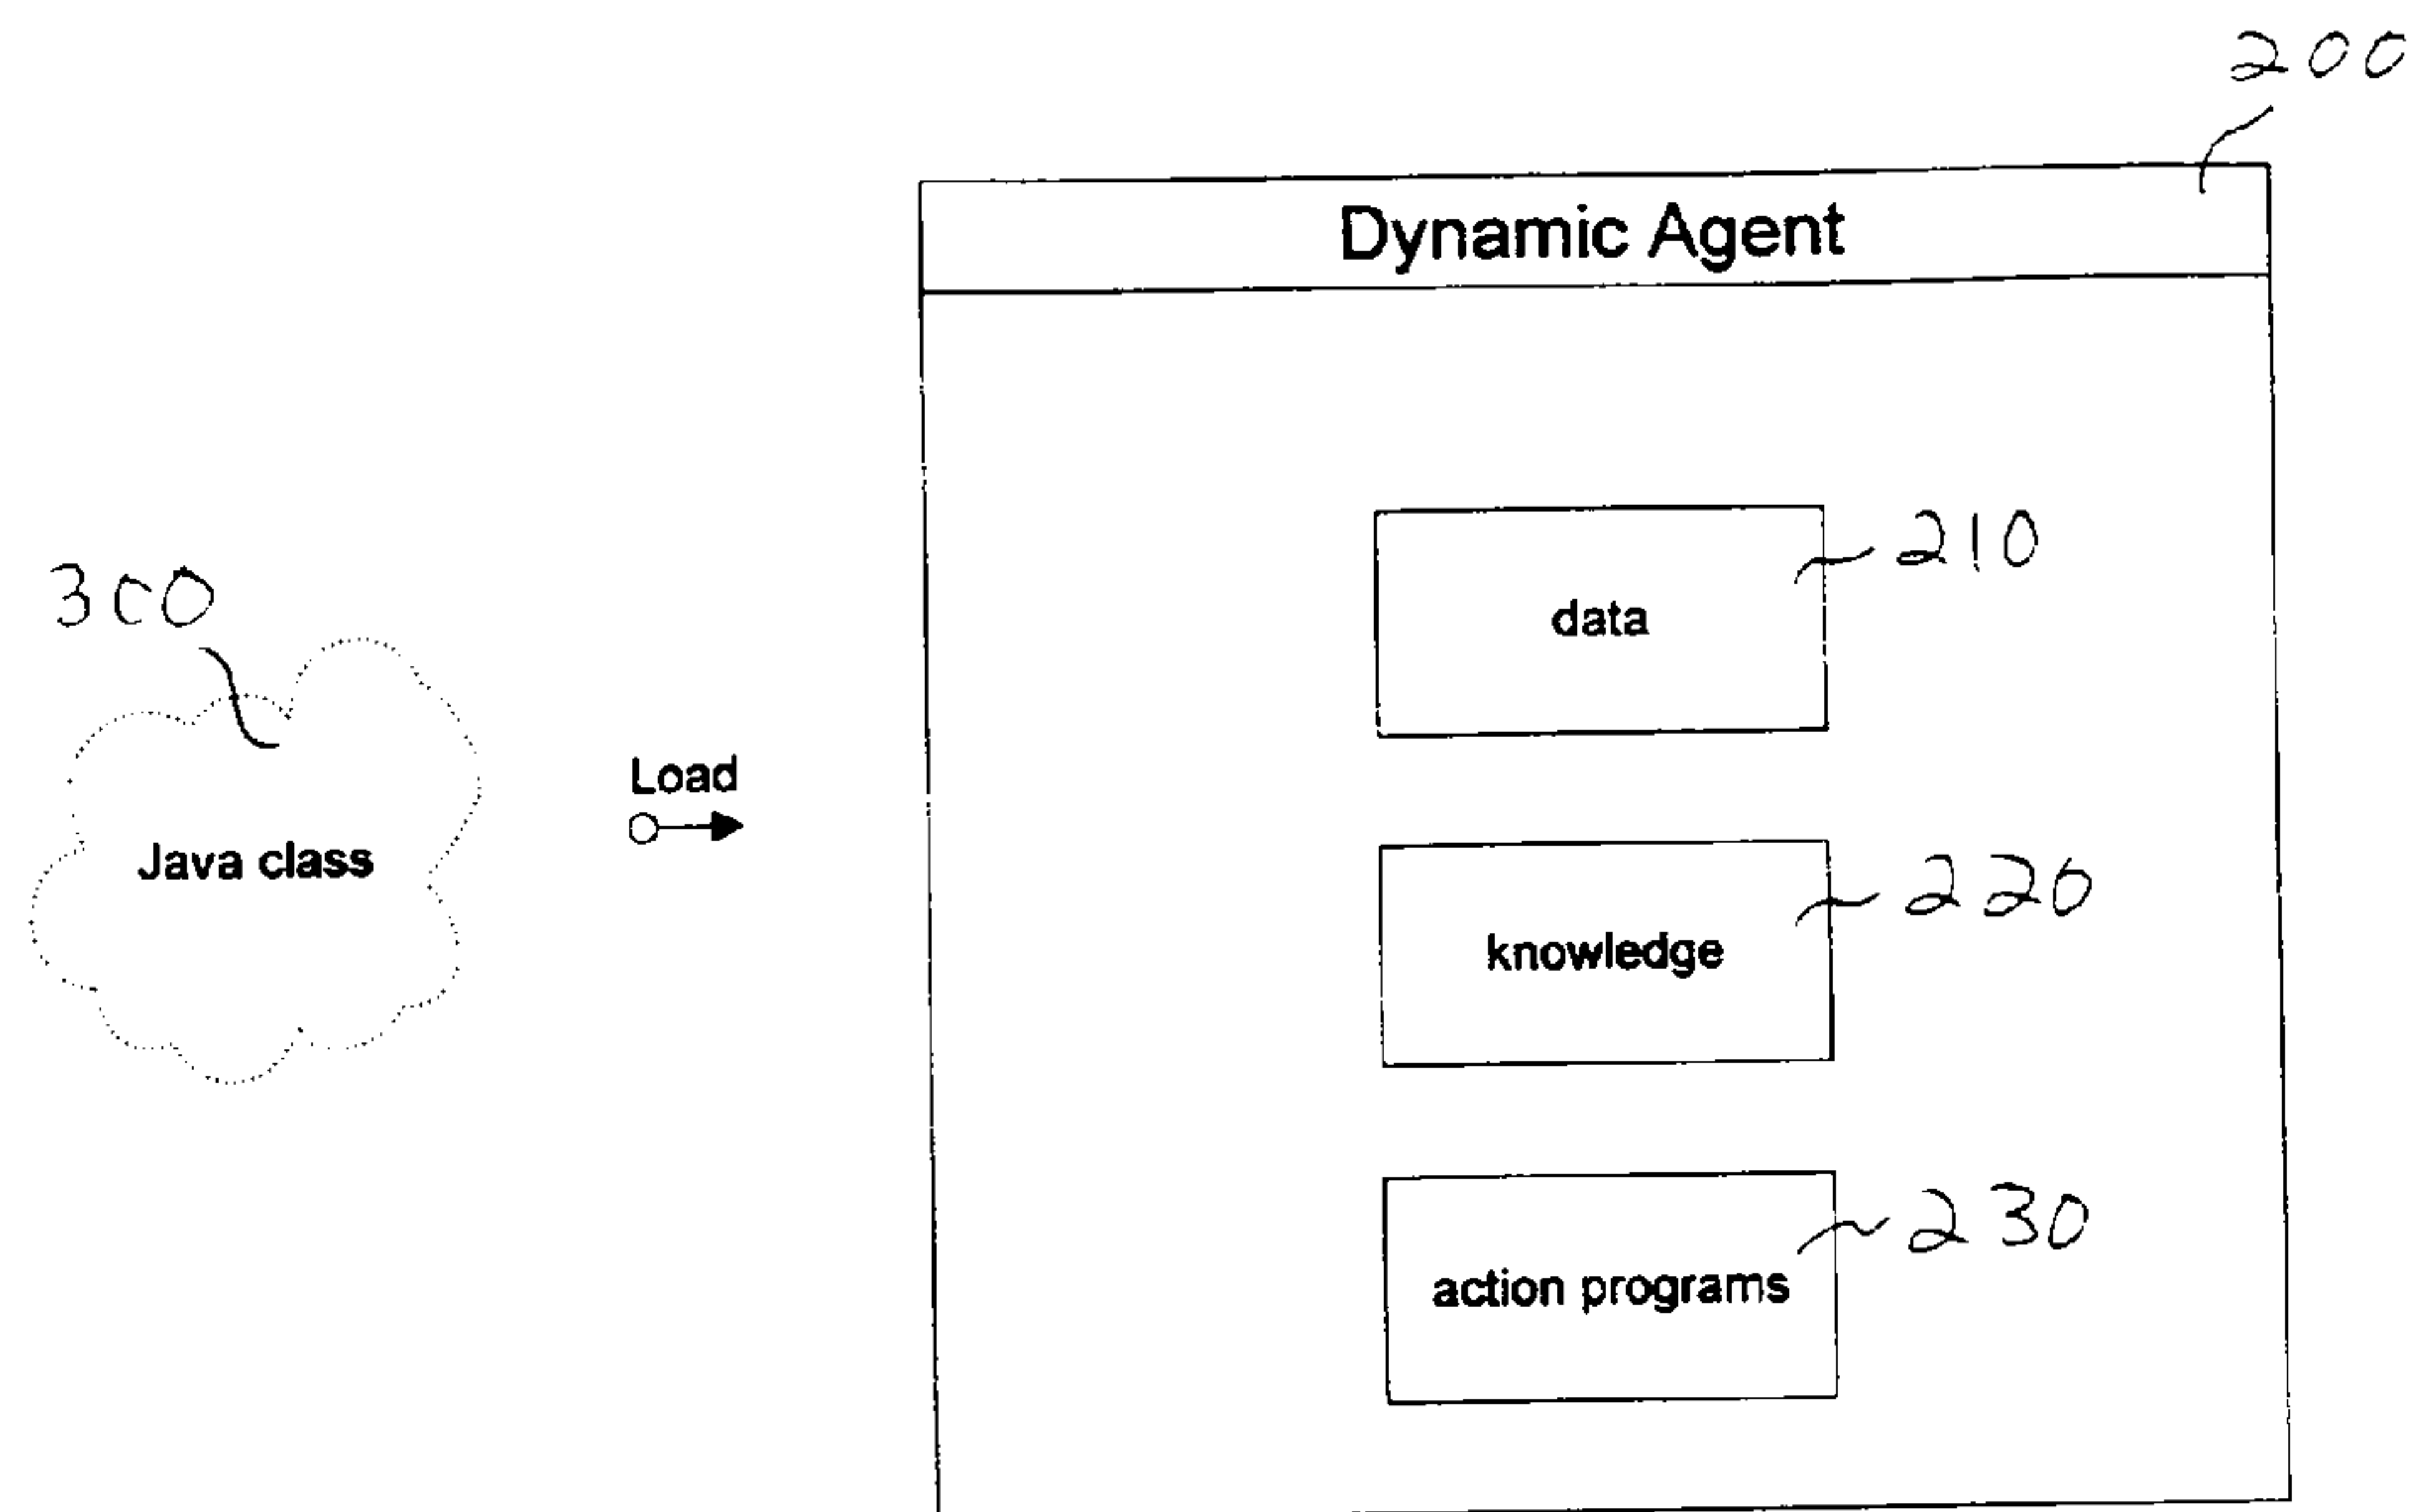 200
Dynamic Agent
210
data
300
Load
Java class
220
knowledge
230
action programs